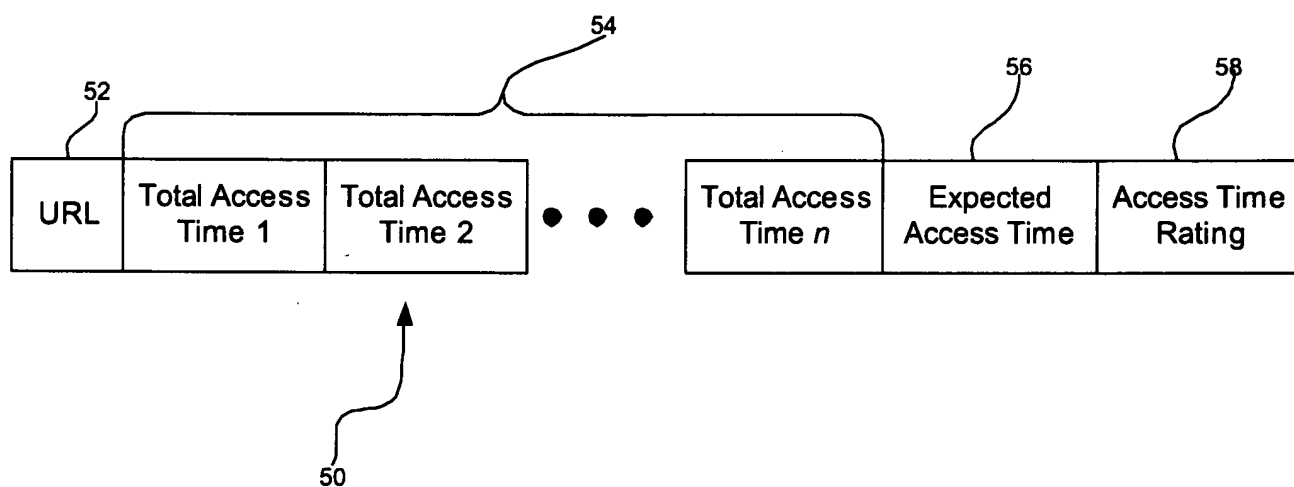 54
56
58
52
URL
Total Access
Time 1
Total Access
Time 2
Total Access
Time n
Expected
Access Time
Access Time
Rating
50